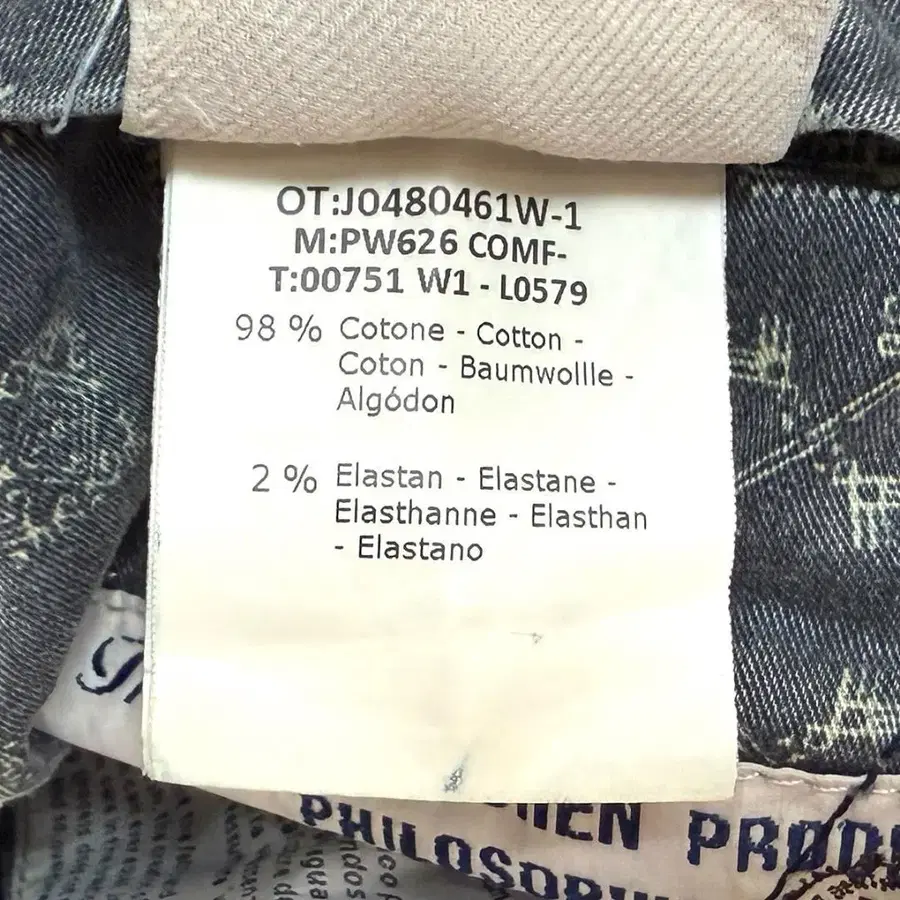 OT:J0480461W-1
M:PW626 COMF-
T:00751 W1 - L0579
98 % Cotone - Cotton -
Coton - Baumwollle -
Algódon
2 % Elastan - Elastane -
Elasthanne - Elasthan
- Elastano